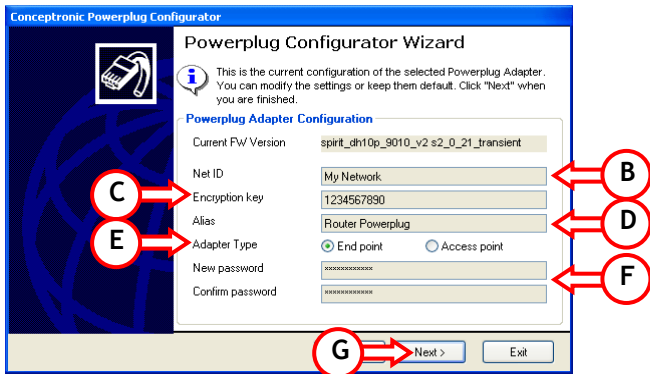 Conceptronic Powerplug Configurator
Powerplug Configurator Wizard
This is the current configuration of the selected Powerplug Adapter.
You can modify the settings or keep them default. Click "Next" when
you are finished.
Powerplug Adapter Configuration
Current FW Version spirit_dh10p_9010_v2 s2_0_21_transient
Net ID My Network B
C Encryption key 1234567890
Alias Router Powerplug D
E Adapter Type End point Access point
New password xxxxxxxxxxxx F
Confirm password xxxxxxxxxxxx
G Next > Exit